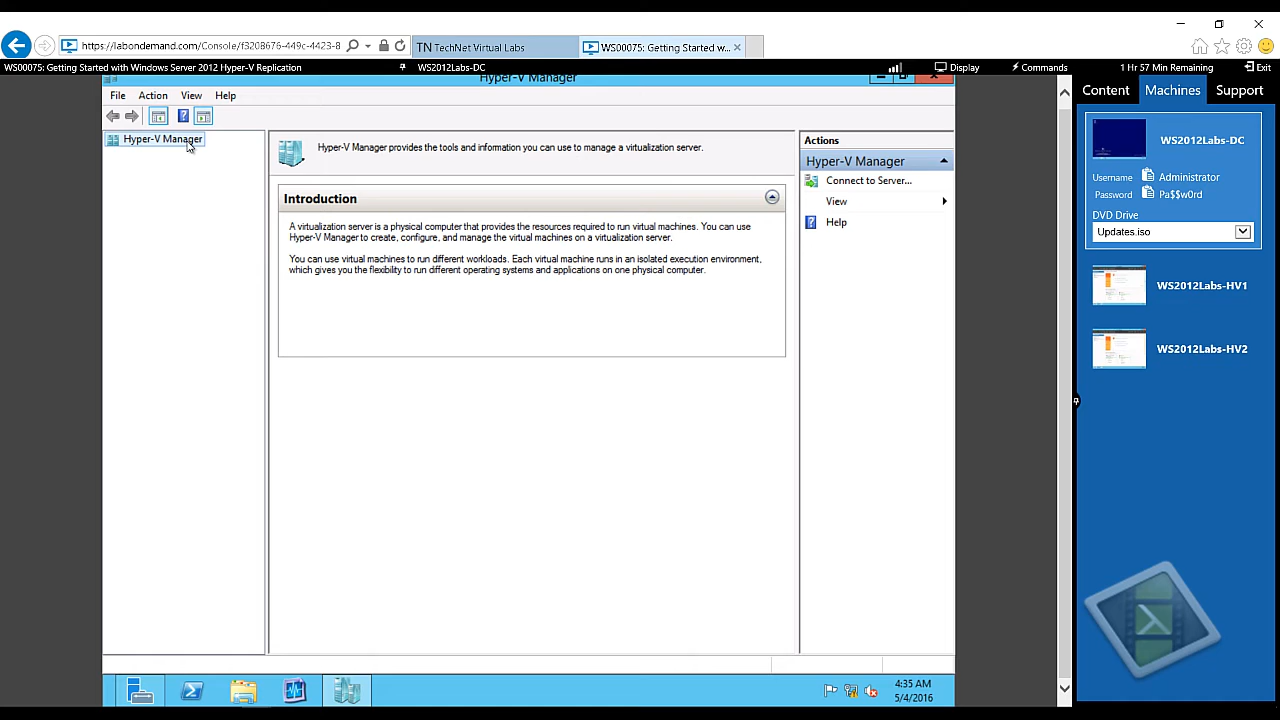 https://labondemand.com/Console/f3208676-449c-4423-8
TN TechNet Virtual Labs
WS00075: Getting Started w...
WS00075: Getting Started with Windows Server 2012 Hyper-V Replication
WS2012Labs-DC
Display
Commands
1 Hr 57 Min Remaining
Exit
Hyper-V Manager
File
Action
View
Help
Hyper-V Manager
Hyper-V Manager provides the tools and information you can use to manage a virtualization server.
Introduction
A virtualization server is a physical computer that provides the resources required to run virtual machines. You can use
Hyper-V Manager to create, configure, and manage the virtual machines on a virtualization server.
You can use virtual machines to run different workloads. Each virtual machine runs in an isolated execution environment,
which gives you the flexibility to run different operating systems and applications on one physical computer.
Actions
Hyper-V Manager
Connect to Server...
View
Help
Content
Machines
Support
WS2012Labs-DC
Username
Administrator
Password
Pa$$w0rd
DVD Drive
Updates.iso
WS2012Labs-HV1
WS2012Labs-HV2
4:35 AM
5/4/2016